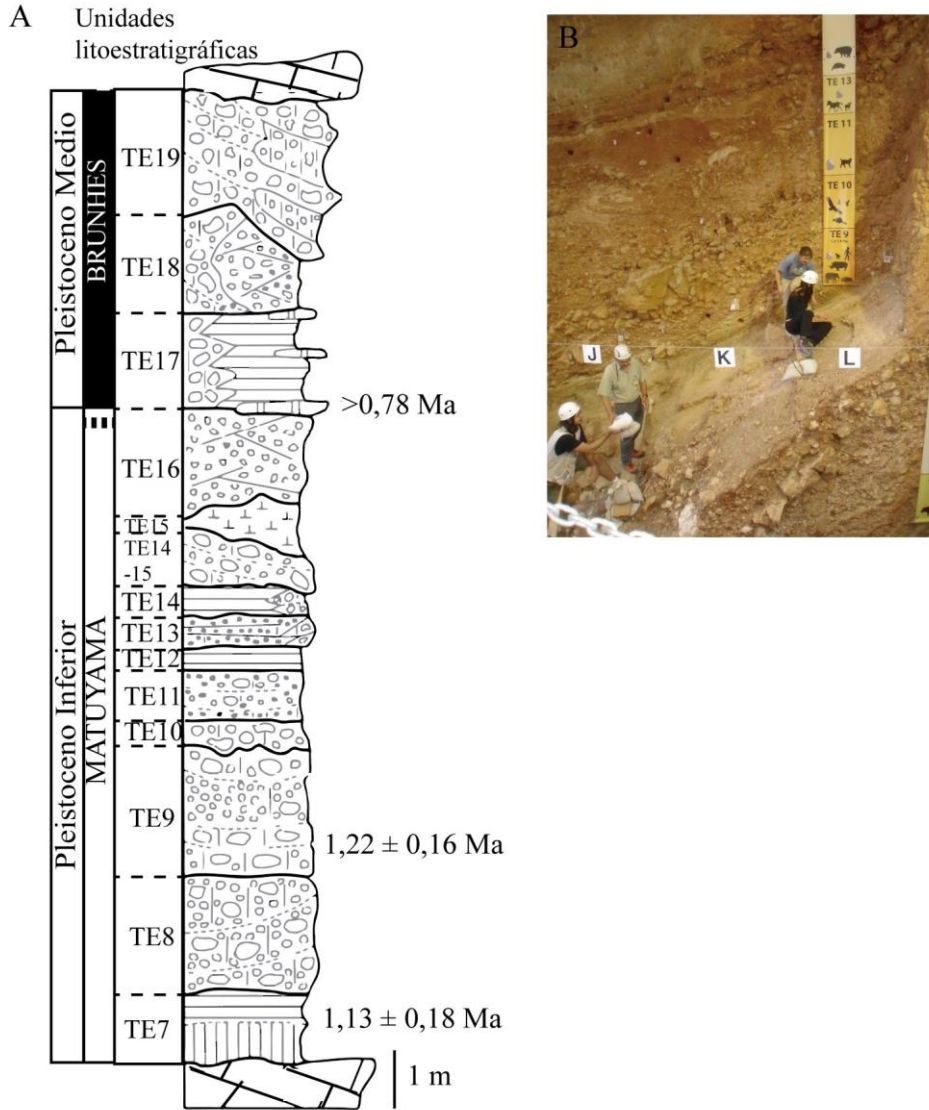 A
Unidades
litoestratigráficas
Pleistoceno Medio
BRUNHES
TE19
TE18
TE17
>0,78 Ma
Pleistoceno Inferior
MATUYAMA
TE16
TE15
TE14
-15
TE14
TE13
TE12
TE11
TE10
TE9
1,22 ± 0,16 Ma
TE8
TE7
1,13 ± 0,18 Ma
1 m
B
TE 13
TE 11
TE 10
TE 9
J
K
L